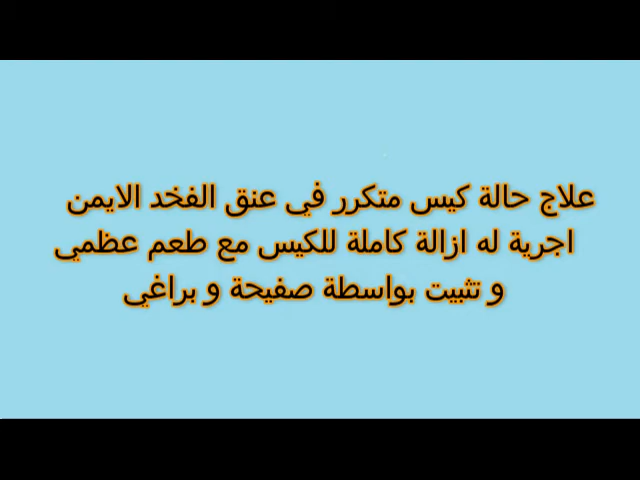 علاج حالة كيس متكرر في عنق الفخد الايمن
اجرية له ازالة كاملة للكيس مع طعم عظمي
و تثبيت بواسطة صفيحة و براغي